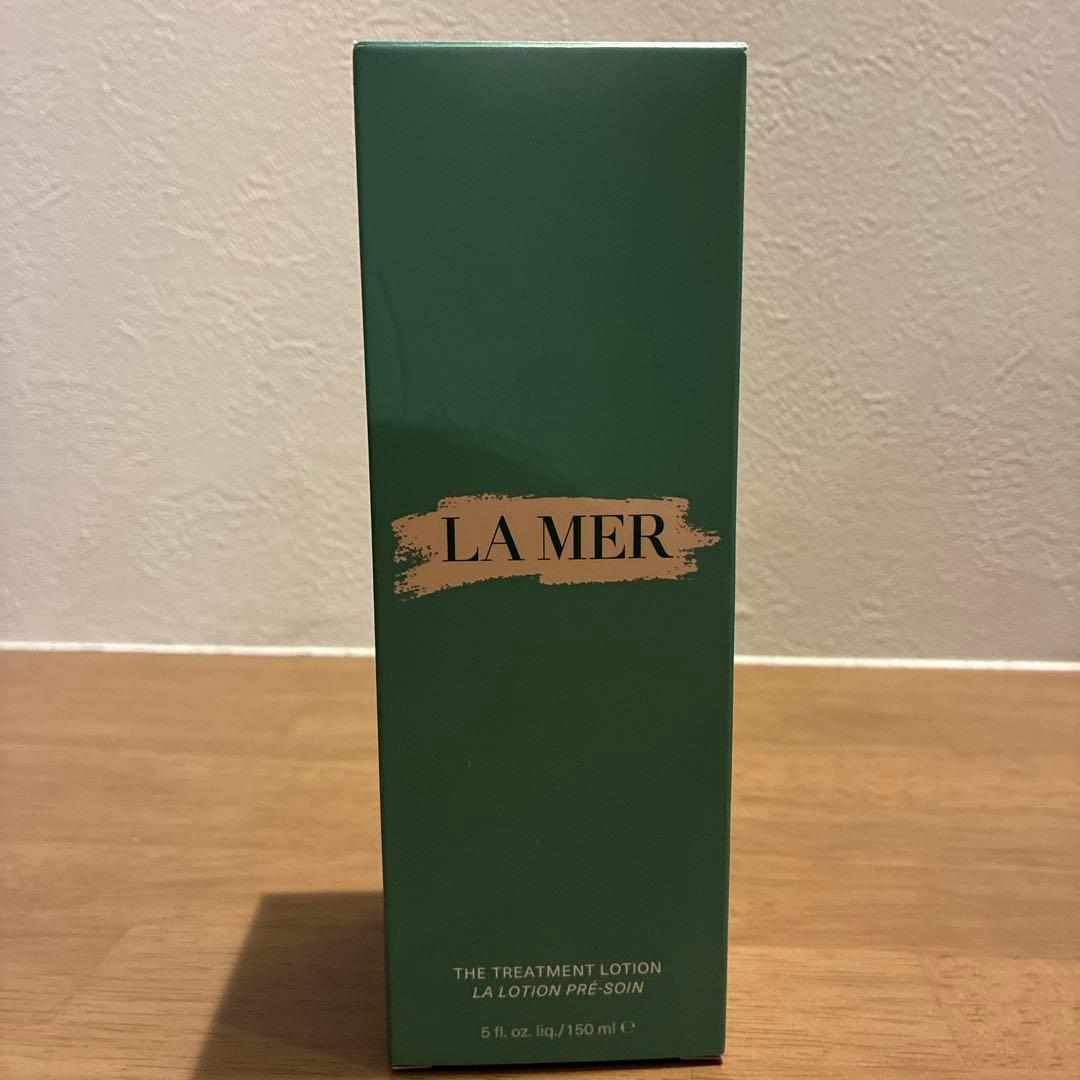 LA MER
THE TREATMENT LOTION
LA LOTION PRÉ-SOIN
5 fl. oz. liq./150 ml ℮